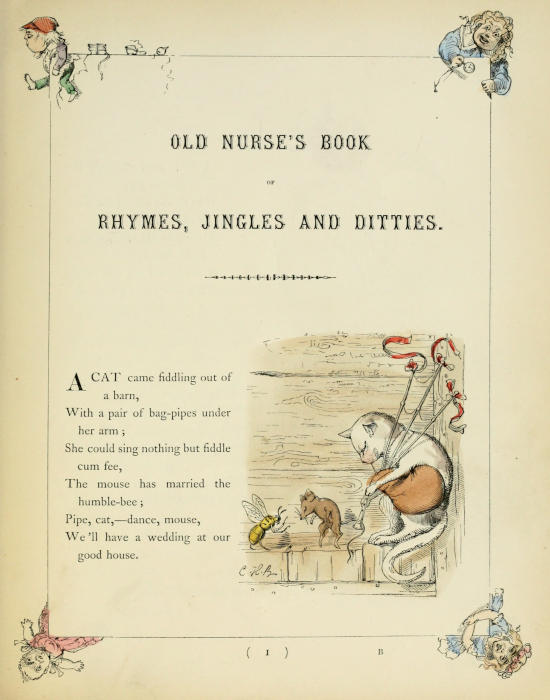 OLD NURSE'S BOOK
OF
RHYMES, JINGLES AND DITTIES.
A CAT came fiddling out of
a barn,
With a pair of bag-pipes under
her arm;
She could sing nothing but fiddle
cum fee,
The mouse has married the
humble-bee;
Pipe, cat,—dance, mouse,
We'll have a wedding at our
good house.
C. H. B.
( 1 )
B